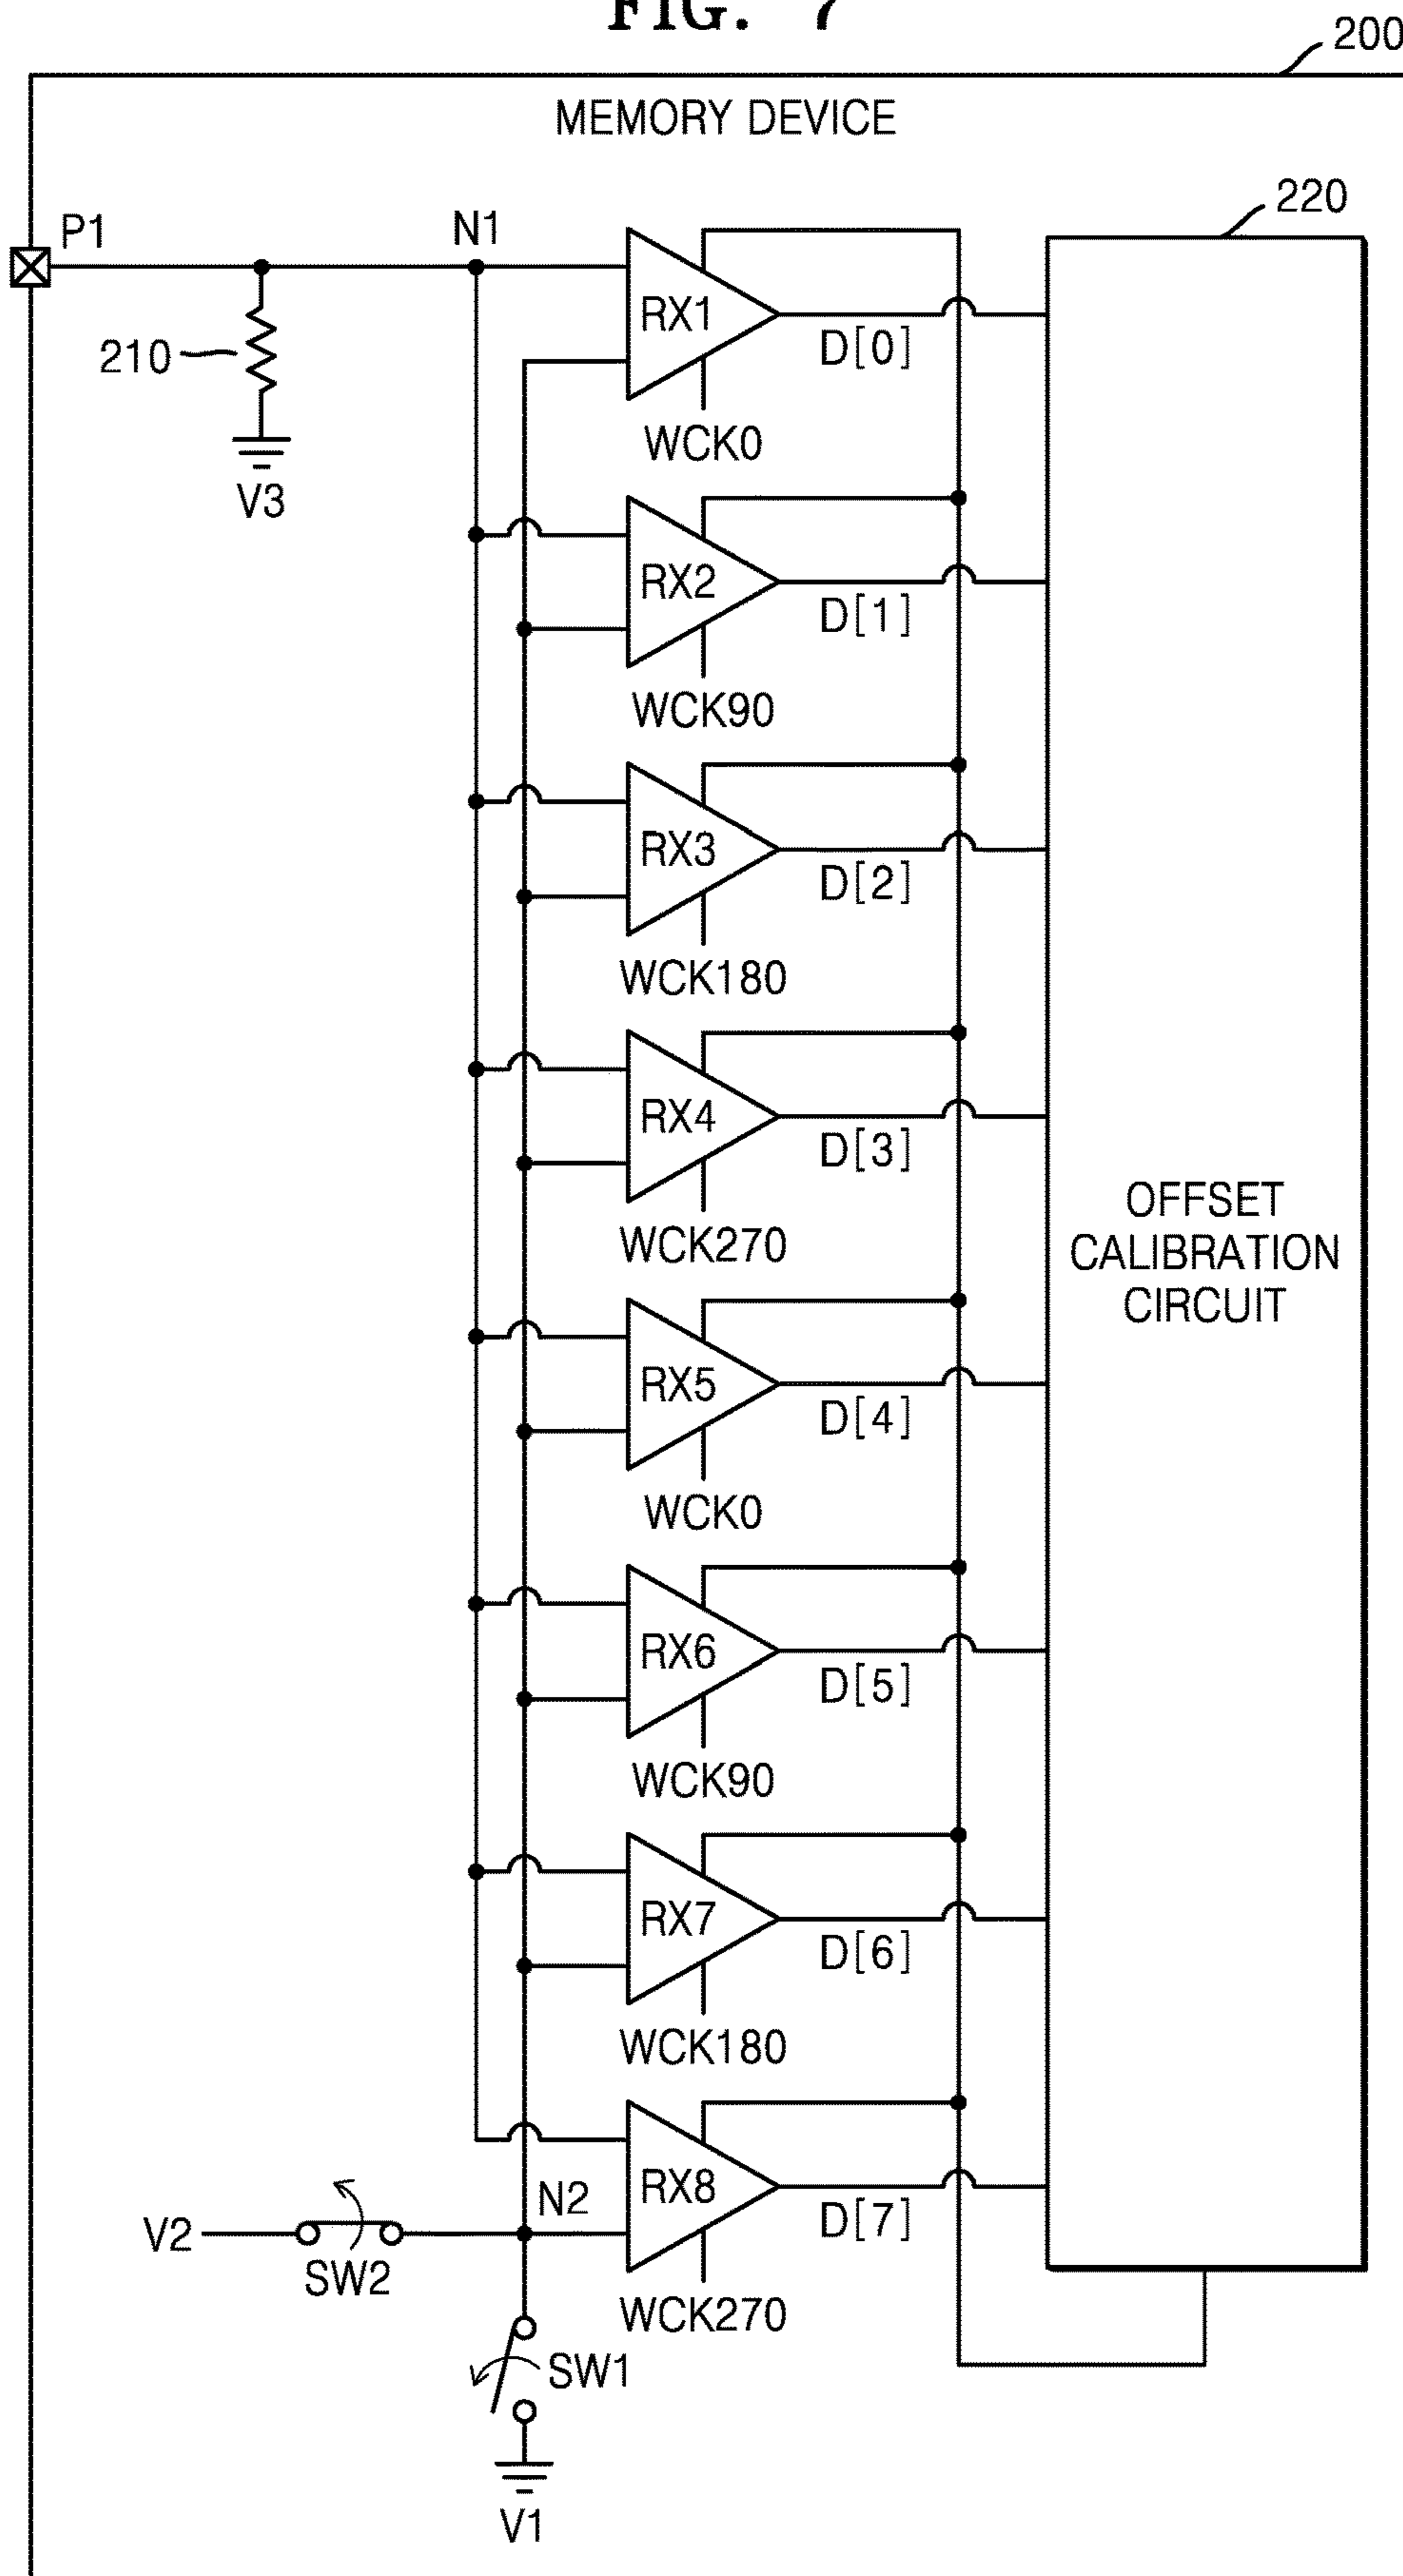 FIG. 7
200
MEMORY DEVICE
220
P1
N1
RX1
210
D[0]
WCK0
V3
RX2
D[1]
WCK90
RX3
D[2]
WCK180
RX4
D[3]
WCK270
OFFSET
CALIBRATION
CIRCUIT
RX5
D[4]
WCK0
RX6
D[5]
WCK90
RX7
D[6]
WCK180
RX8
N2
D[7]
V2
SW2
WCK270
SW1
V1